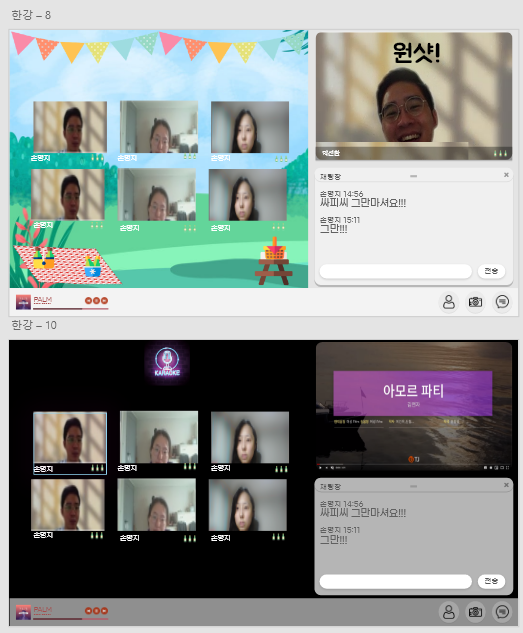 한강 – 8
원샷!
손명지
손명지
손명지
손명지
손명지
손명지
채팅창
손명지 14:56
싸피씨 그만마셔요!!!
손명지 15:11
그만!!!
전송
PALM
한강 – 10
KARAOKE
아모르 파티
김연자
TJ
손명지
손명지
손명지
손명지
손명지
손명지
채팅창
손명지 14:56
싸피씨 그만마셔요!!!
손명지 15:11
그만!!!
전송
PALM